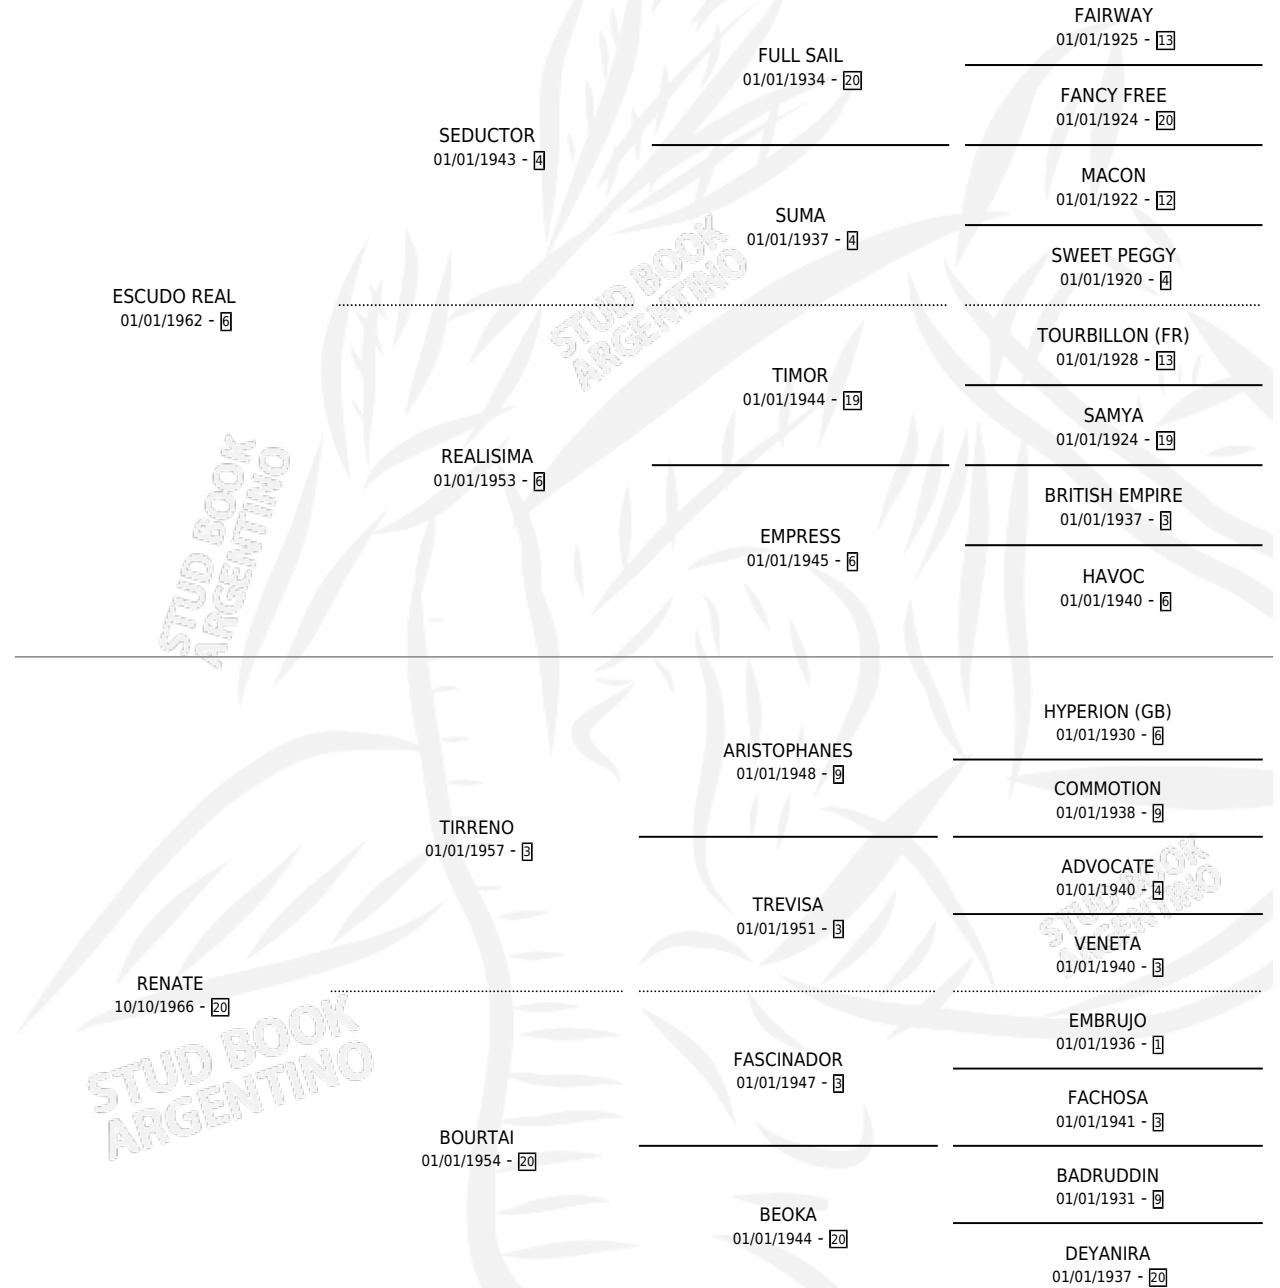 FAIRWAY
01/01/1925 - 13
FULL SAIL
01/01/1934 - 20
FANCY FREE
01/01/1924 - 20
SEDUCTOR
01/01/1943 - 4
MACON
01/01/1922 - 12
SUMA
01/01/1937 - 4
SWEET PEGGY
01/01/1920 - 4
ESCUDO REAL
01/01/1962 - 6
STUD BOOK
ARGENTINO
TOURBILLON (FR)
01/01/1928 - 13
TIMOR
01/01/1944 - 19
SAMYA
01/01/1924 - 19
REALISIMA
01/01/1953 - 6
BRITISH EMPIRE
01/01/1937 - 3
EMPRESS
01/01/1945 - 6
HAVOC
01/01/1940 - 6
STUD BOOK
ARGENTINO
HYPERION (GB)
01/01/1930 - 6
ARISTOPHANES
01/01/1948 - 9
COMMOTION
01/01/1938 - 9
TIRRENO
01/01/1957 - 3
ADVOCATE
01/01/1940 - 4
TREVISA
01/01/1951 - 3
VENETA
01/01/1940 - 3
STUD BOOK
ARGENTINO
RENATE
10/10/1966 - 20
EMBRUJO
01/01/1936 - 1
FASCINADOR
01/01/1947 - 3
FACHOSA
01/01/1941 - 3
STUD BOOK
ARGENTINO
BOURTAI
01/01/1954 - 20
BADRUDDIN
01/01/1931 - 9
BEOKA
01/01/1944 - 20
DEYANIRA
01/01/1937 - 20